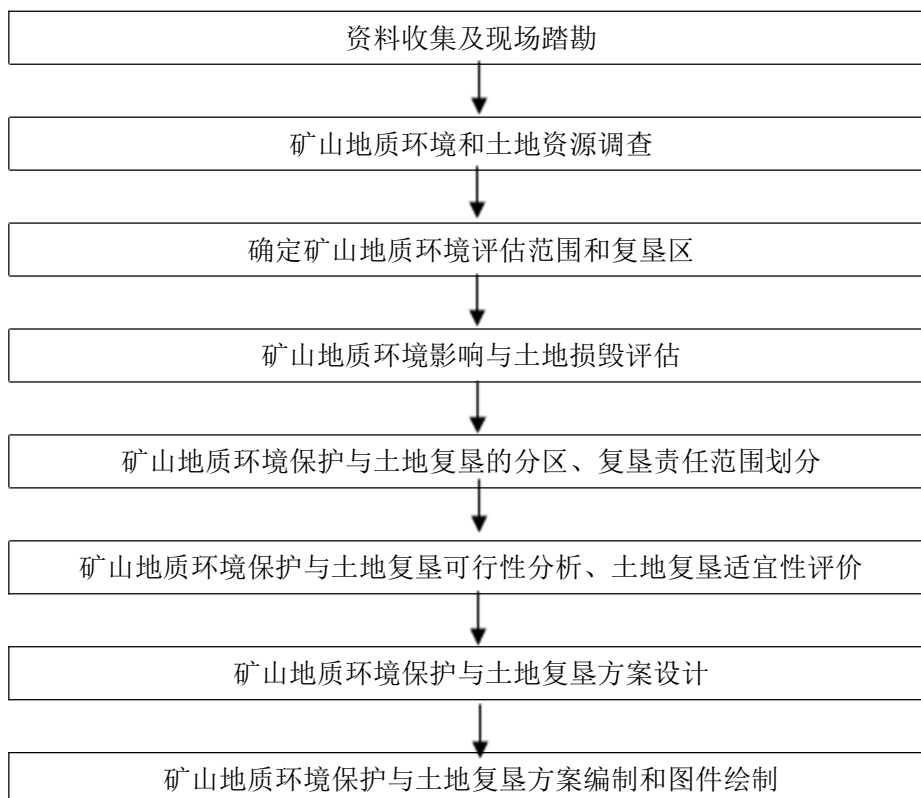 资料收集及现场踏勘
矿山地质环境和土地资源调查
确定矿山地质环境评估范围和复垦区
矿山地质环境影响与土地损毁评估
矿山地质环境保护与土地复垦的分区、复垦责任范围划分
矿山地质环境保护与土地复垦可行性分析、土地复垦适宜性评价
矿山地质环境保护与土地复垦方案设计
矿山地质环境保护与土地复垦方案编制和图件绘制